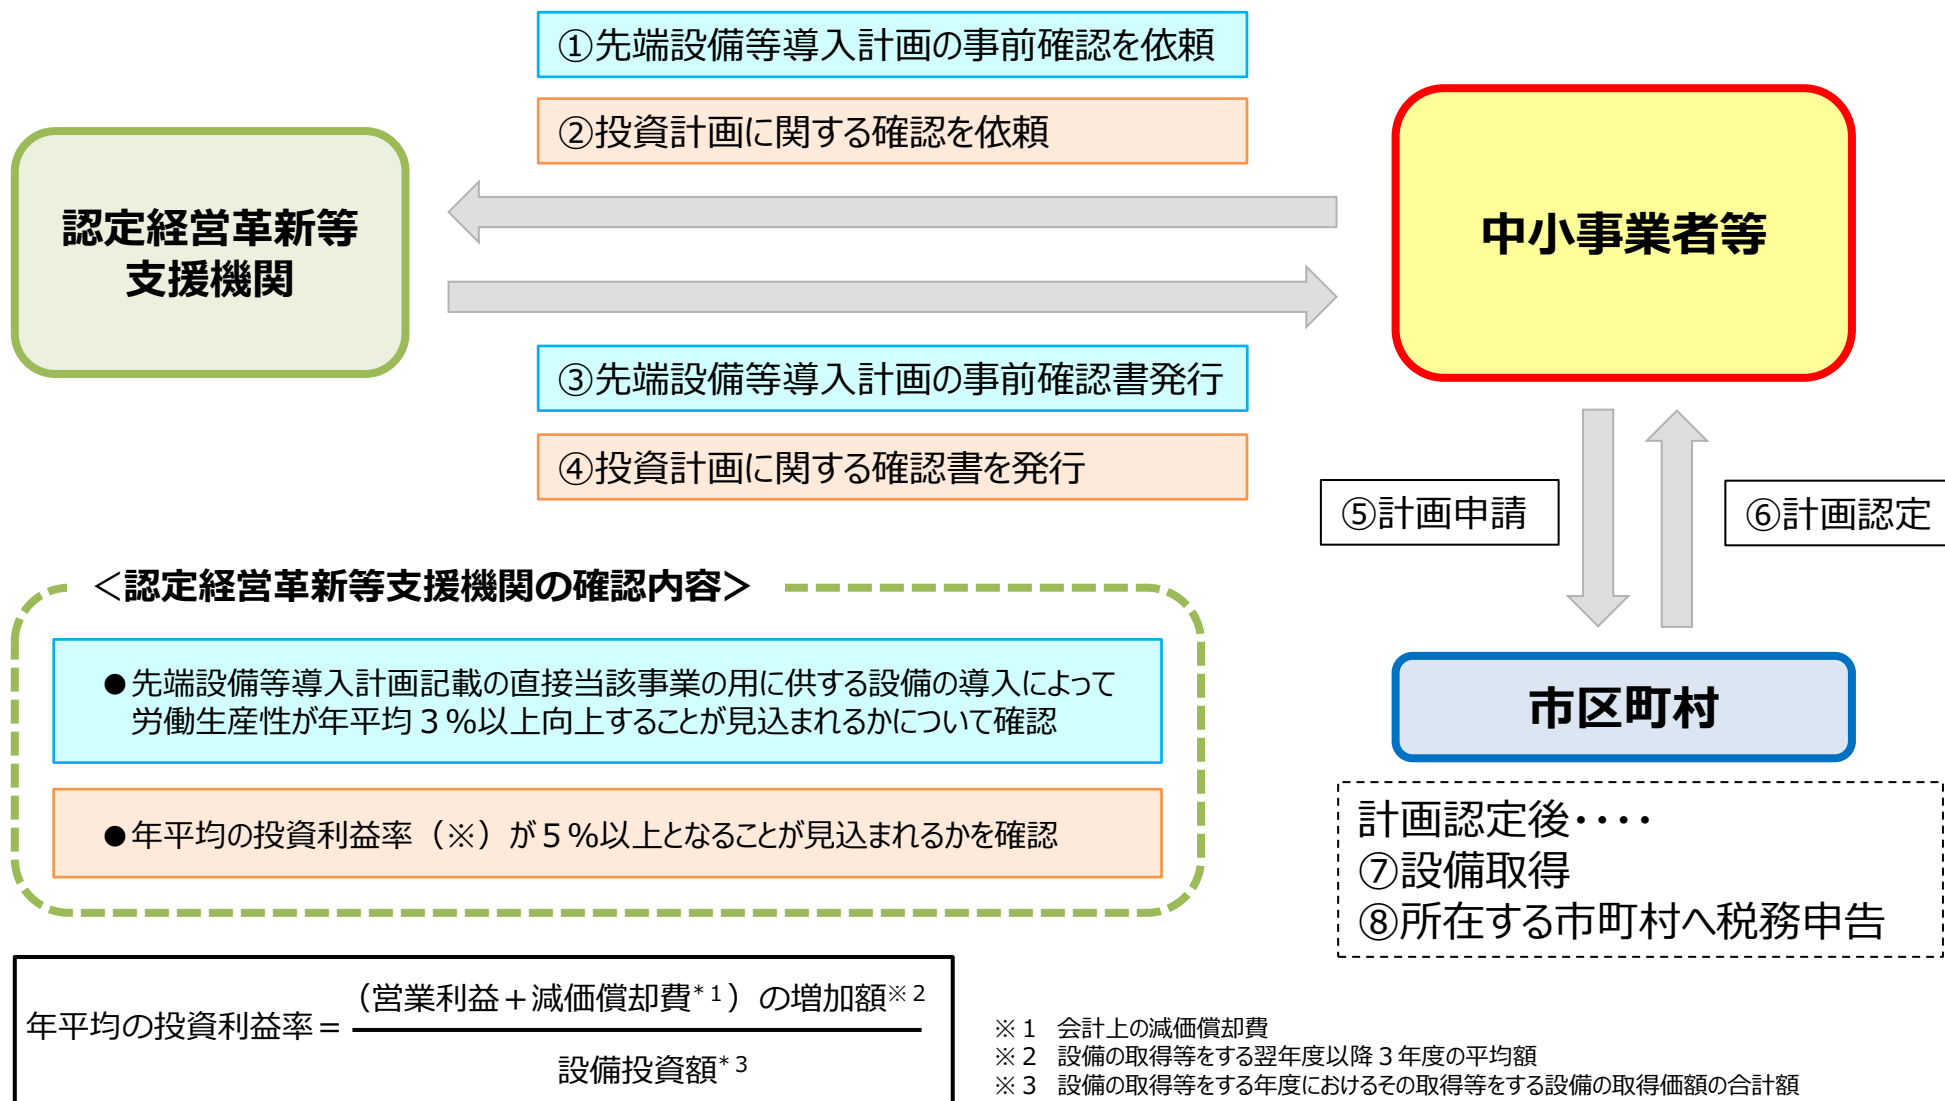 ①先端設備等導入計画の事前確認を依頼
②投資計画に関する確認を依頼
認定経営革新等
支援機関
中小事業者等
③先端設備等導入計画の事前確認書発行
④投資計画に関する確認書を発行
⑤計画申請
⑥計画認定
<認定経営革新等支援機関の確認内容>
●先端設備等導入計画記載の直接当該事業の用に供する設備の導入によって
労働生産性が年平均3%以上向上することが見込まれるかについて確認
●年平均の投資利益率(※)が5%以上となることが見込まれるかを確認
市区町村
計画認定後・・・・
⑦設備取得
⑧所在する市町村へ税務申告
年平均の投資利益率=
(営業利益+減価償却費*1)の増加額※2
設備投資額*3
※1 会計上の減価償却費
※2 設備の取得等をする翌年度以降3年度の平均額
※3 設備の取得等をする年度におけるその取得等をする設備の取得価額の合計額